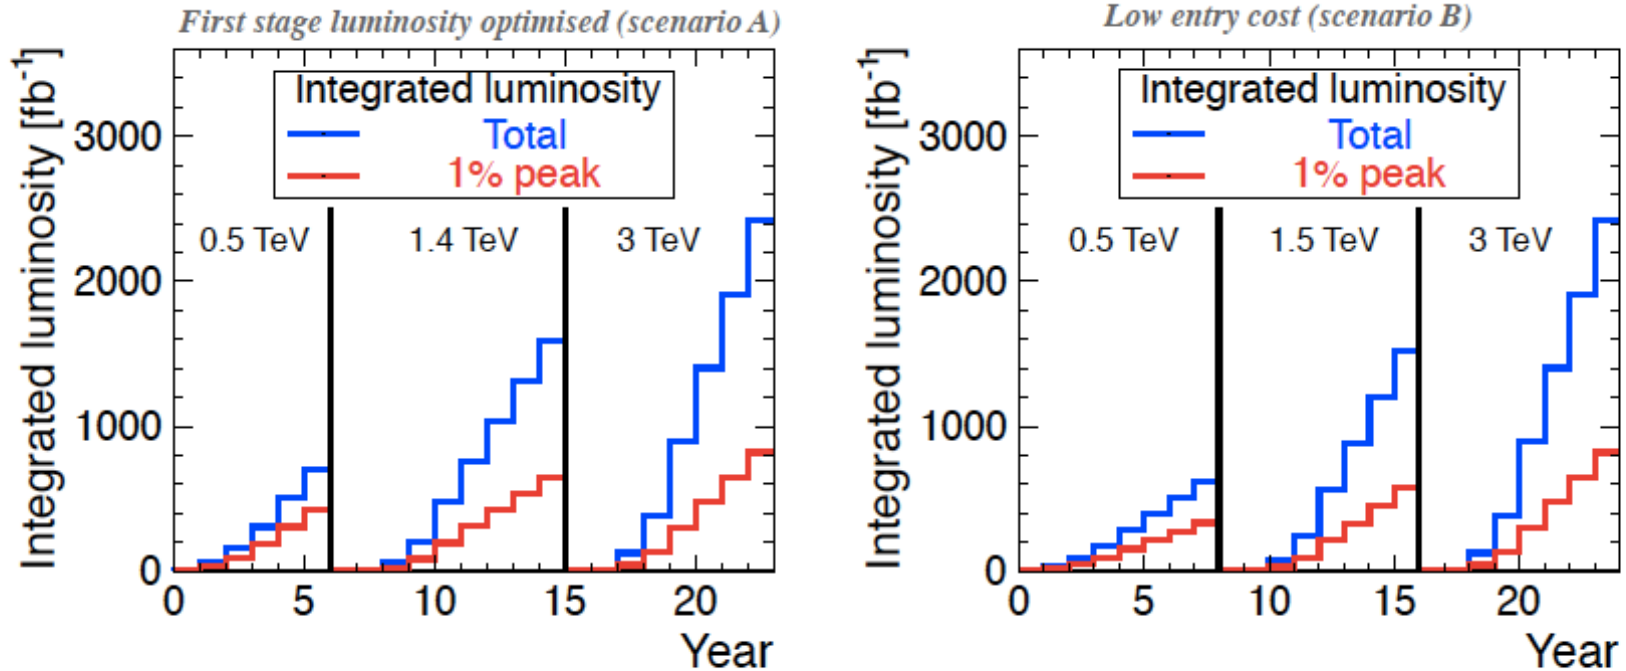 First stage luminosity optimised (scenario A)
Integrated luminosity [fb⁻¹]
3000
2000
1000
0
Integrated luminosity
Total
1% peak
0.5 TeV
1.4 TeV
3 TeV
0 5 10 15 20
Year
Low entry cost (scenario B)
Integrated luminosity [fb⁻¹]
3000
2000
1000
0
Integrated luminosity
Total
1% peak
0.5 TeV
1.5 TeV
3 TeV
0 5 10 15 20
Year